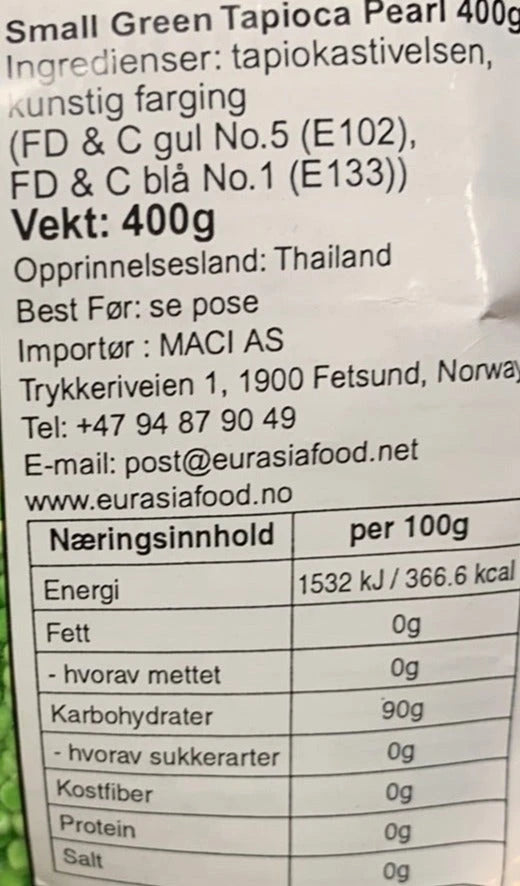 Small Green Tapioca Pearl 400g
Ingredienser: tapiokastivelsen,
kunstig farging
(FD & C gul No.5 (E102),
FD & C blå No.1 (E133))
Vekt: 400g
Opprinnelsesland: Thailand
Best Før: se pose
Importør : MACI AS
Trykkeriveien 1, 1900 Fetsund, Norway
Tel: +47 94 87 90 49
E-mail: post@eurasiafood.net
www.eurasiafood.no
Næringsinnhold per 100g
Energi 1532 kJ / 366.6 kcal
Fett 0g
- hvorav mettet 0g
Karbohydrater 90g
- hvorav sukkerarter 0g
Kostfiber 0g
Protein 0g
Salt 0g